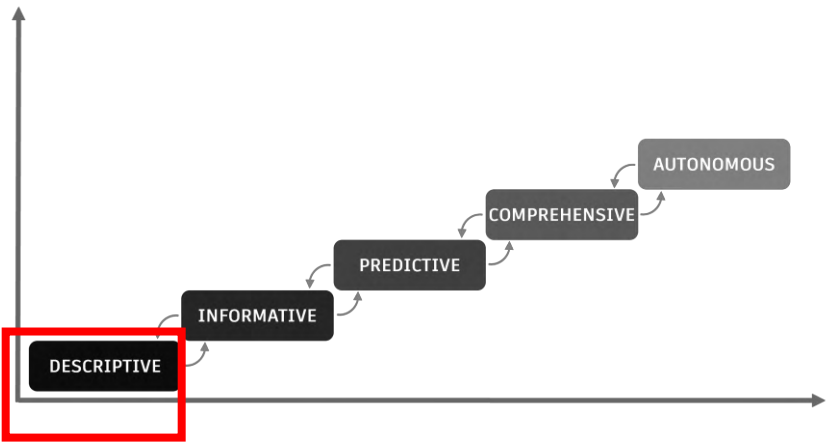 AUTONOMOUS
COMPREHENSIVE
PREDICTIVE
INFORMATIVE
DESCRIPTIVE